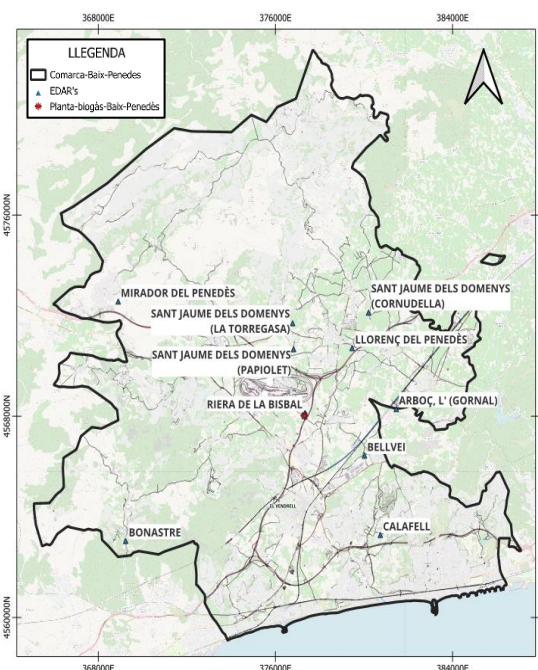 368000E 376000E 384000E
LLEGENDA
Comarca-Baix-Penedes
EDAR's
Planta-biogàs-Baix-Penedès
4576000N
MIRADOR DEL PENEDÈS
SANT JAUME DELS DOMENYS
(CORNUDELLA)
SANT JAUME DELS DOMENYS
(LA TORREGASA)
LLORENÇ DEL PENEDÈS
SANT JAUME DELS DOMENYS
(PAPIOLET)
RIERA DE LA BISBAL
ARBOÇ, L' (GORNAL)
4568000N
BELLVEI
EL VENDRELL
CALAFELL
BONASTRE
4560000N
368000E 376000E 384000E